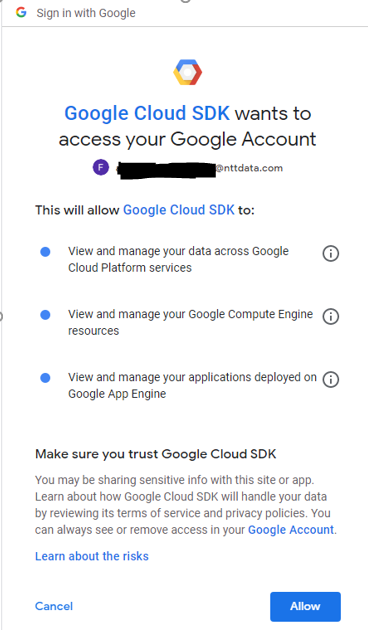 Sign in with Google
Google Cloud SDK wants to
access your Google Account
F @nttdata.com
This will allow Google Cloud SDK to:
View and manage your data across Google
Cloud Platform services
View and manage your Google Compute Engine
resources
View and manage your applications deployed on
Google App Engine
Make sure you trust Google Cloud SDK
You may be sharing sensitive info with this site or app.
Learn about how Google Cloud SDK will handle your data
by reviewing its terms of service and privacy policies. You
can always see or remove access in your Google Account.
Learn about the risks
Cancel Allow